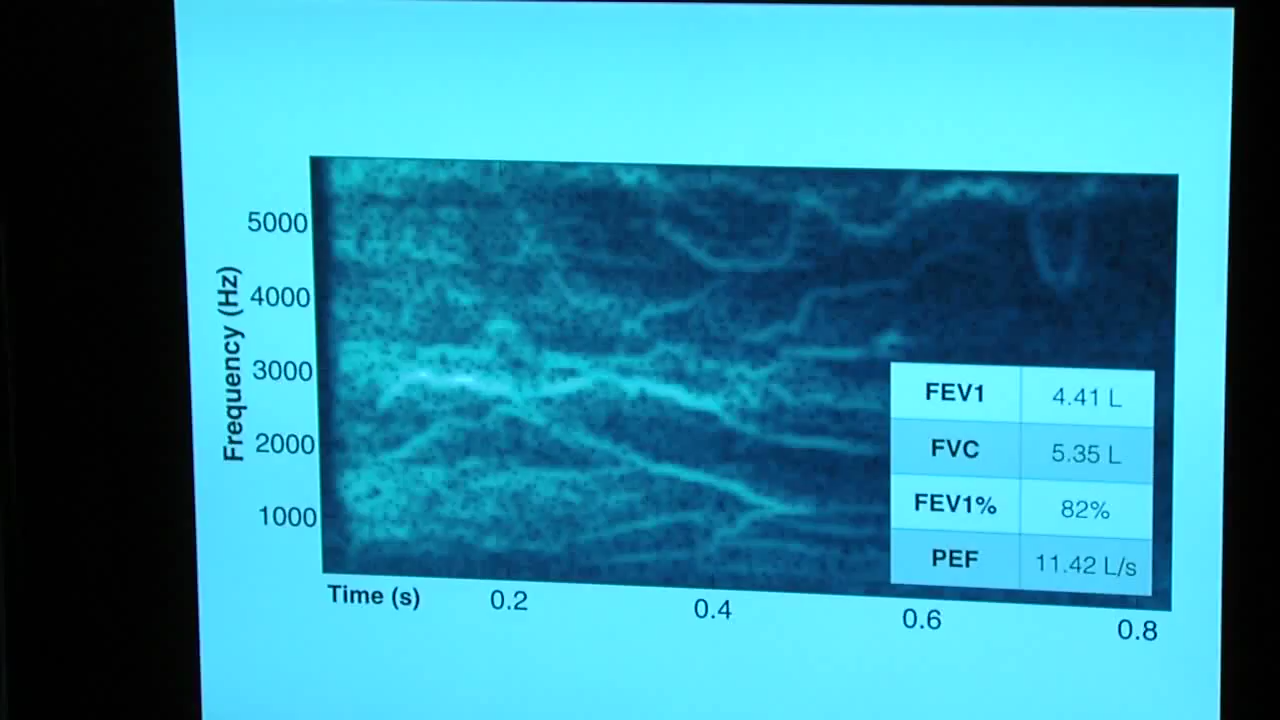 5000
4000
3000
2000
1000
Frequency (Hz)
FEV1 4.41 L
FVC 5.35 L
FEV1% 82%
PEF 11.42 L/s
Time (s) 0.2 0.4 0.6 0.8